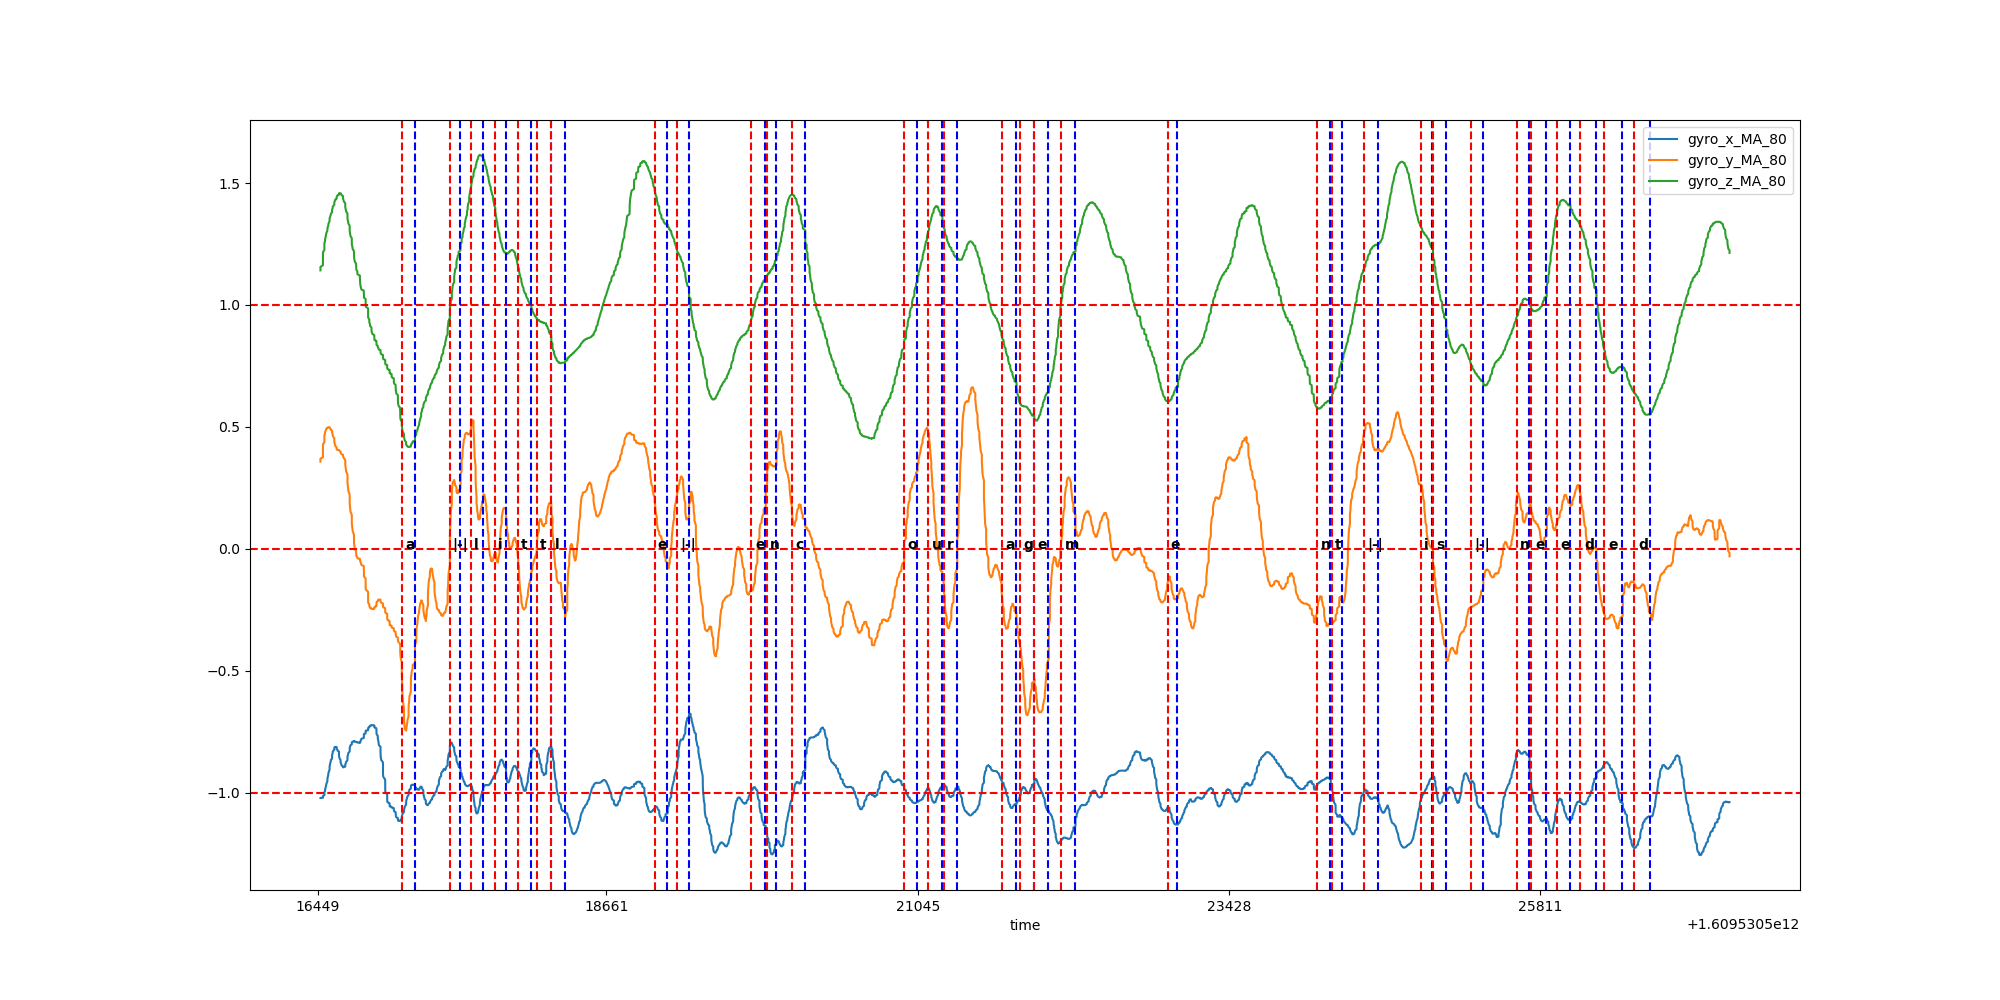 gyro_x_MA_80
gyro_y_MA_80
gyro_z_MA_80
1.5
1.0
0.5
0.0
−0.5
−1.0
a |-| l i t t l e |-| e n c o u r a g e m e n t |-| i s |-| n e e d e d
16449 18661 21045 23428 25811
time
+1.6095305e12